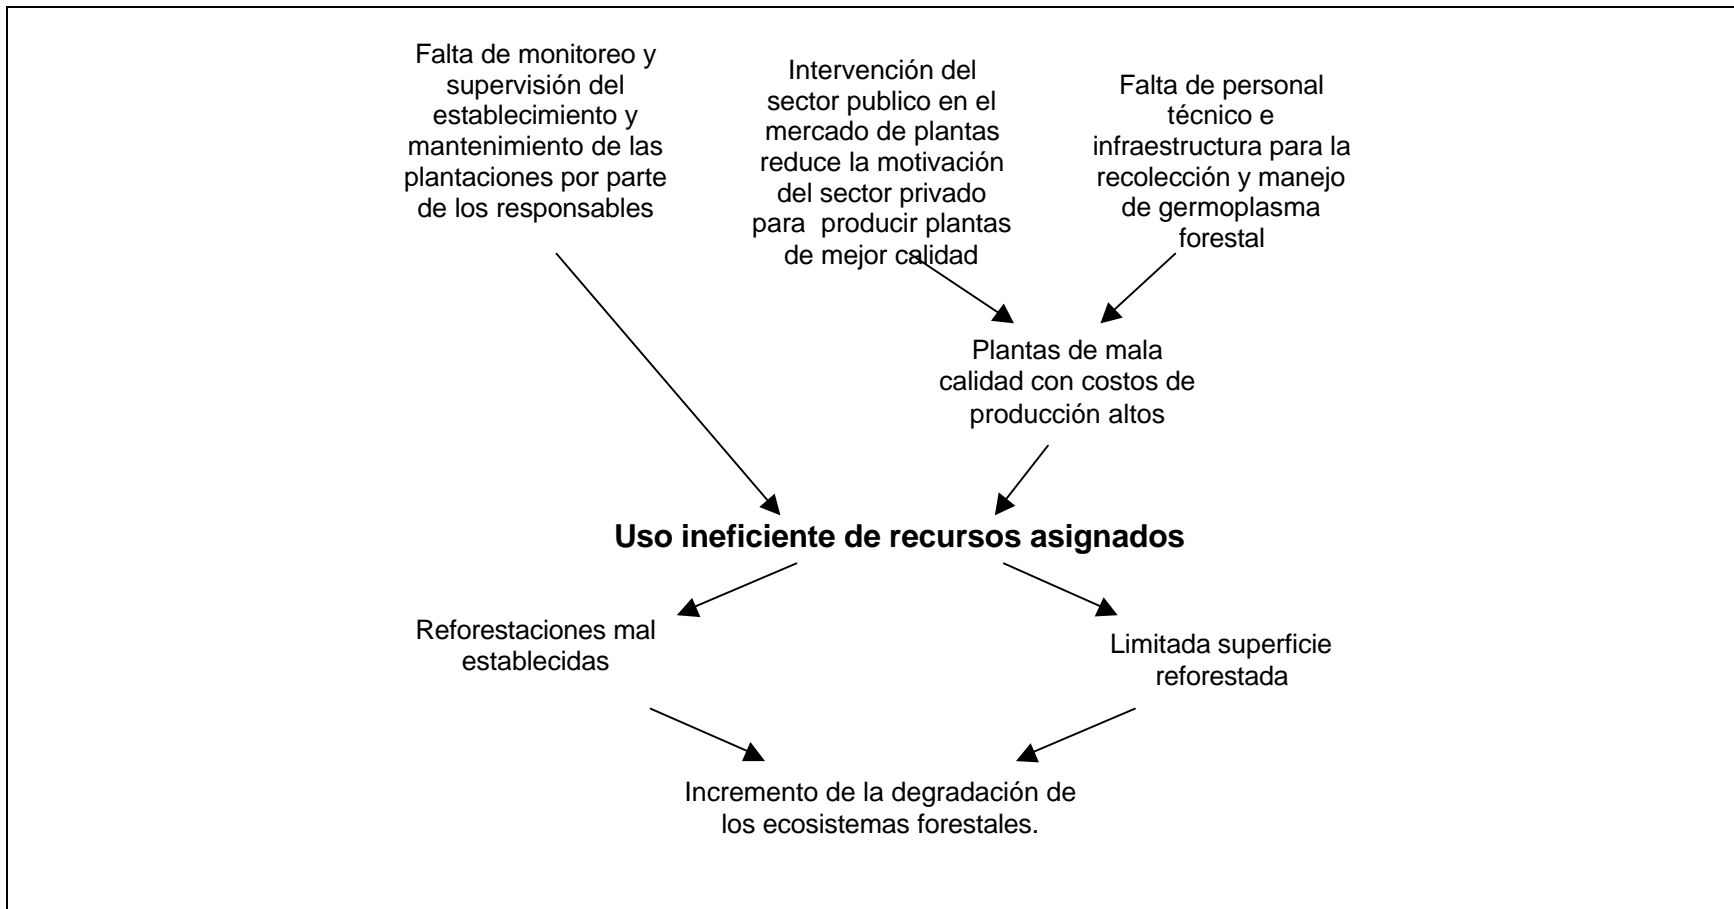 Falta de monitoreo y
supervisión del
establecimiento y
mantenimiento de las
plantaciones por parte
de los responsables
Intervención del
sector publico en el
mercado de plantas
reduce la motivación
del sector privado
para producir plantas
de mejor calidad
Falta de personal
técnico e
infraestructura para la
recolección y manejo
de germoplasma
forestal
Plantas de mala
calidad con costos de
producción altos
Uso ineficiente de recursos asignados
Reforestaciones mal
establecidas
Limitada superficie
reforestada
Incremento de la degradación de
los ecosistemas forestales.